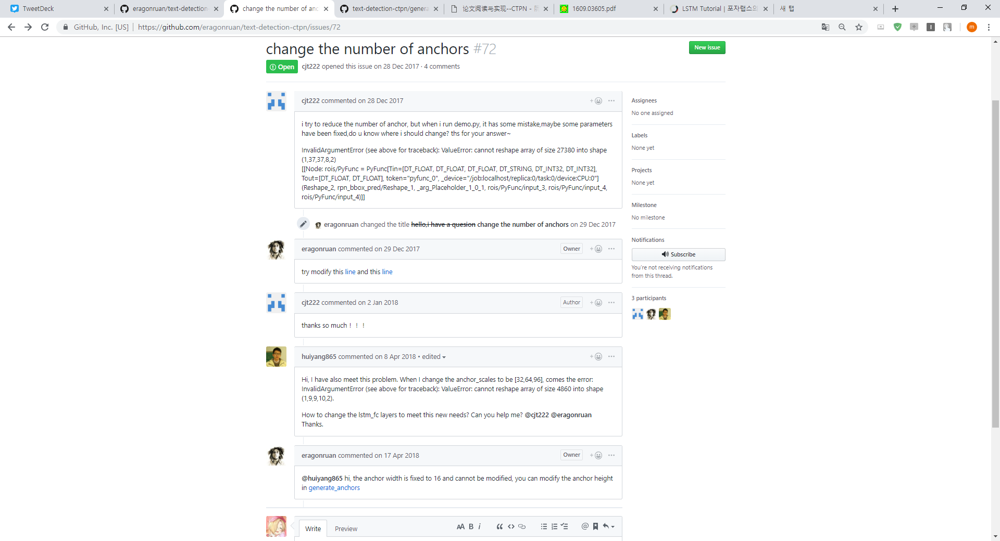 TweetDeck
eragonruan/text-detection-
change the number of anc
text-detection-ctpn/genera
论文阅读与实现--CTPN -
1609.03605.pdf
LSTM Tutorial | 포자랩스의
새 탭
GitHub, Inc. [US]
https://github.com/eragonruan/text-detection-ctpn/issues/72
m
change the number of anchors #72
New issue
Open
cjt222 opened this issue on 28 Dec 2017 · 4 comments
cjt222 commented on 28 Dec 2017
i try to reduce the number of anchor, but when i run demo.py, it has some mistake,maybe some parameters
have been fixed,do u know where i should change? ths for your answer~
InvalidArgumentError (see above for traceback): ValueError: cannot reshape array of size 27380 into shape
(1,37,37,8,2)
[[Node: rois/PyFunc = PyFunc[Tin=[DT_FLOAT, DT_FLOAT, DT_FLOAT, DT_STRING, DT_INT32, DT_INT32],
Tout=[DT_FLOAT, DT_FLOAT], token="pyfunc_0", _device="/job:localhost/replica:0/task:0/device:CPU:0"]
(Reshape_2, rpn_bbox_pred/Reshape_1, _arg_Placeholder_1_0_1, rois/PyFunc/input_3, rois/PyFunc/input_4,
rois/PyFunc/input_4)]]
eragonruan changed the title hello,i have a quesion change the number of anchors on 29 Dec 2017
eragonruan commented on 29 Dec 2017
Owner
try modify this line and this line
cjt222 commented on 2 Jan 2018
Author
thanks so much！！！
huiyang865 commented on 8 Apr 2018 • edited
Hi, I have also meet this problem. When I change the anchor_scales to be [32,64,96], comes the error:
InvalidArgumentError (see above for traceback): ValueError: cannot reshape array of size 4860 into shape
(1,9,9,10,2).
How to change the lstm_fc layers to meet this new needs? Can you help me? @cjt222 @eragonruan
Thanks.
eragonruan commented on 17 Apr 2018
Owner
@huiyang865 hi, the anchor width is fixed to 16 and cannot be modified, you can modify the anchor height
in generate_anchors
Write
Preview
AA B i
Assignees
No one assigned
Labels
None yet
Projects
None yet
Milestone
No milestone
Notifications
Subscribe
You're not receiving notifications
from this thread.
3 participants